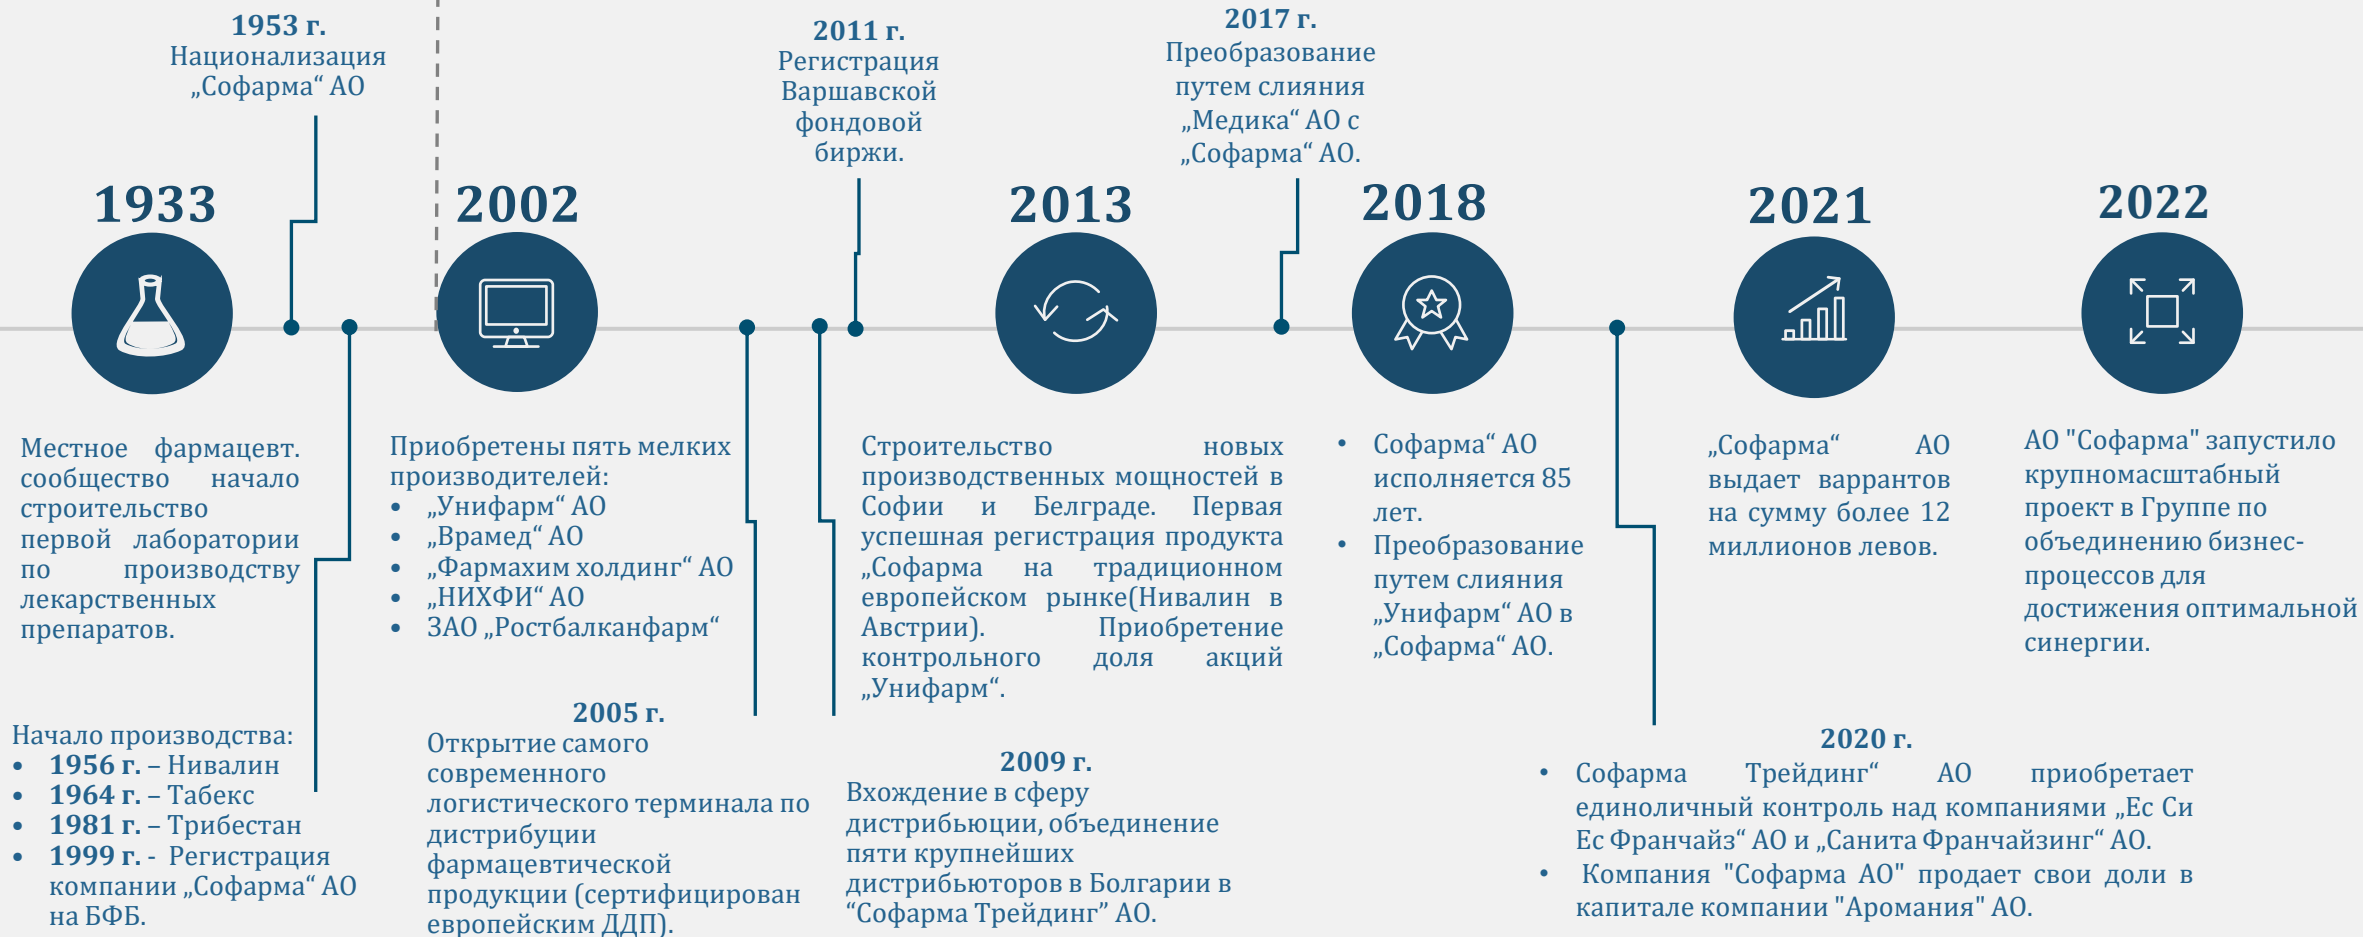 1953 г.
Национализация
„Софарма“ АО
2011 г.
Регистрация
Варшавской
фондовой
биржи.
2017 г.
Преобразование
путем слияния
„Медика“ АО с
„Софарма“ АО.
1933
2002
2013
2018
2021
2022
Местное фармацевт.
сообщество начало
строительство
первой лаборатории
по производству
лекарственных
препаратов.
Приобретены пять мелких
производителей:
• „Унифарм“ АО
• „Врамед“ АО
• „Фармахим холдинг“ АО
• „НИХФИ“ АО
• ЗАО „Ростбалканфарм“
Строительство новых
производственных мощностей в
Софии и Белграде. Первая
успешная регистрация продукта
„Софарма на традиционном
европейском рынке(Нивалин в
Австрии). Приобретение
контрольного доля акций
„Унифарм“.
• Софарма“ АО
исполняется 85
лет.
• Преобразование
путем слияния
„Унифарм“ АО в
„Софарма“ АО.
„Софарма“ АО
выдает варрантов
на сумму более 12
миллионов левов.
АО "Софарма" запустило
крупномасштабный
проект в Группе по
объединению бизнес-
процессов для
достижения оптимальной
синергии.
Начало производства:
• 1956 г. – Нивалин
• 1964 г. – Табекс
• 1981 г. – Трибестан
• 1999 г. - Регистрация
компании „Софарма“ АО
на БФБ.
2005 г.
Открытие самого
современного
логистического терминала по
дистрибуции
фармацевтической
продукции (сертифицирован
европейским ДДП).
2009 г.
Вхождение в сферу
дистрибьюции, объединение
пяти крупнейших
дистрибьюторов в Болгарии в
“Софарма Трейдинг” АО.
2020 г.
• Софарма Трейдинг“ АО приобретает
единоличный контроль над компаниями „Ес Си
Ес Франчайз“ АО и „Санита Франчайзинг“ АО.
• Компания "Софарма АО" продает свои доли в
капитале компании "Аромания" АО.